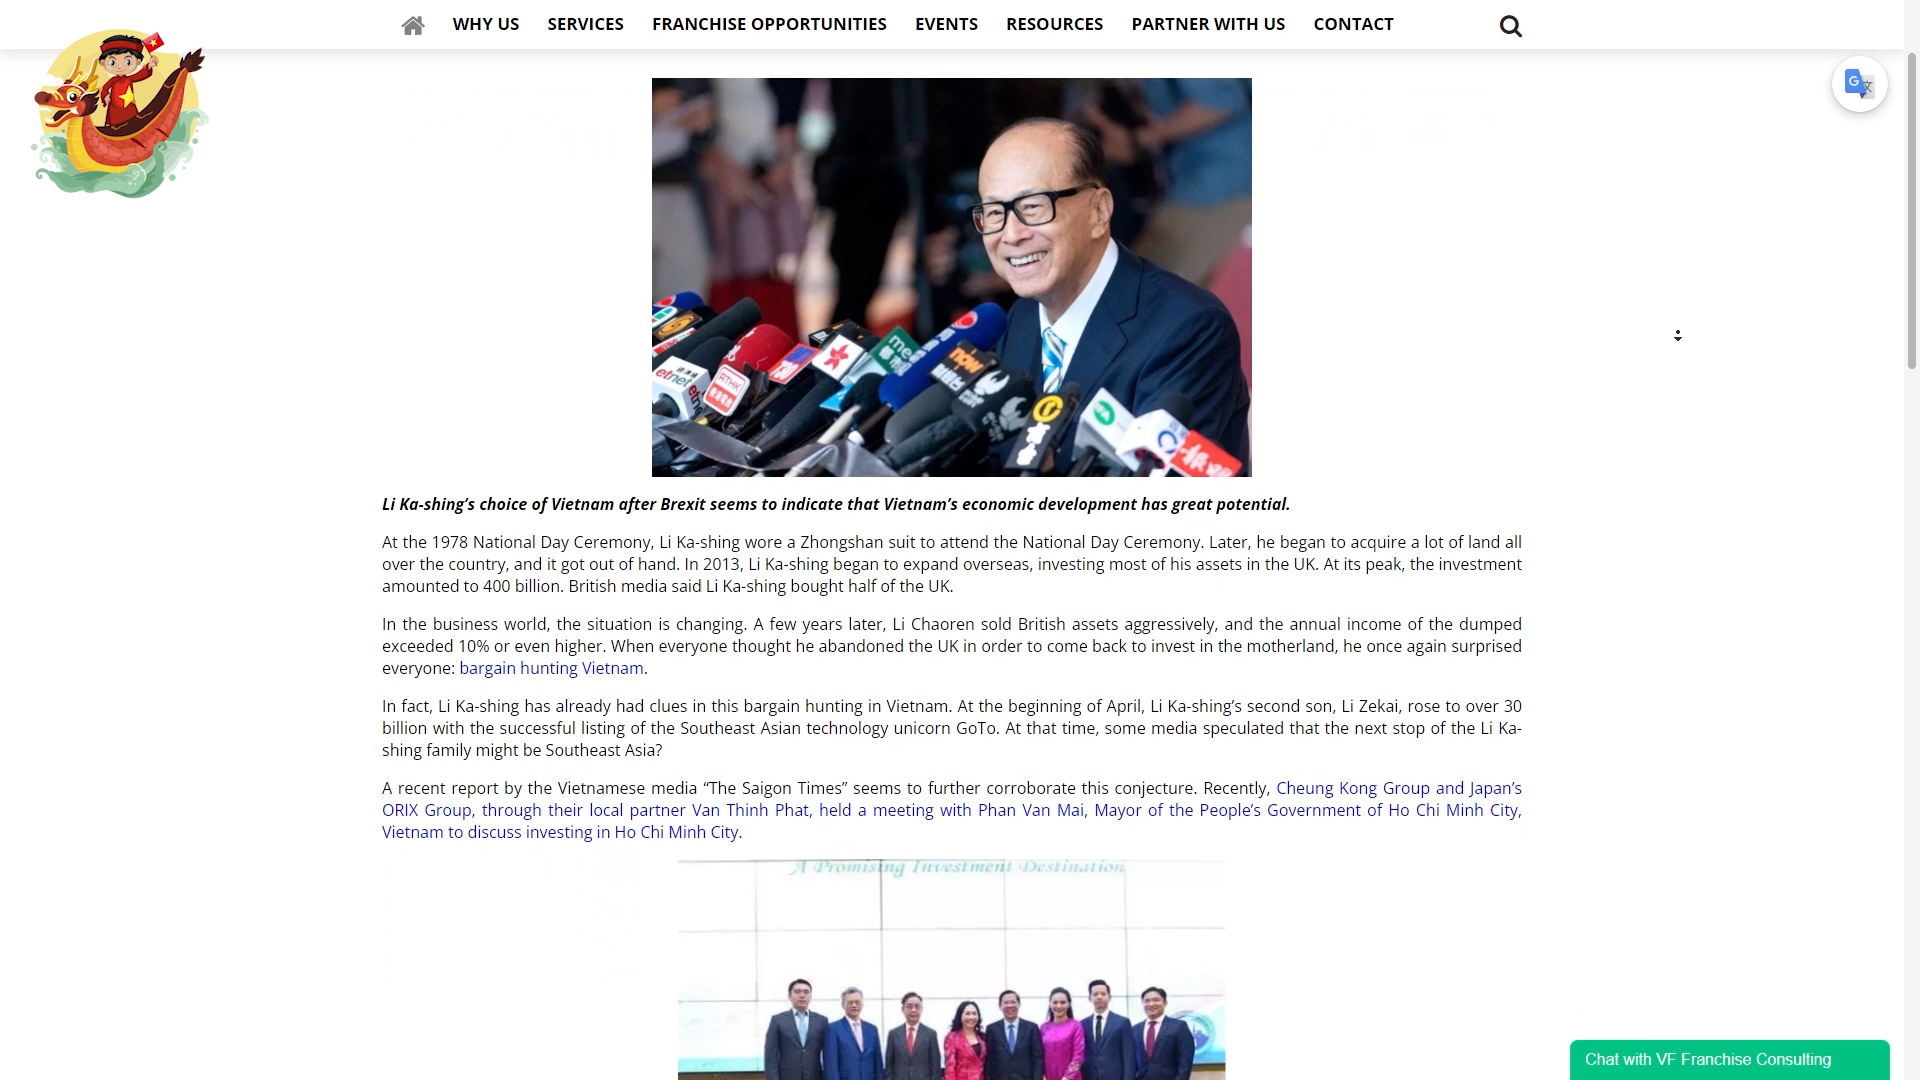 WHY US SERVICES FRANCHISE OPPORTUNITIES EVENTS RESOURCES PARTNER WITH US CONTACT
etnet
RTHK
now
Li Ka-shing’s choice of Vietnam after Brexit seems to indicate that Vietnam’s economic development has great potential.
At the 1978 National Day Ceremony, Li Ka-shing wore a Zhongshan suit to attend the National Day Ceremony. Later, he began to acquire a lot of land all
over the country, and it got out of hand. In 2013, Li Ka-shing began to expand overseas, investing most of his assets in the UK. At its peak, the investment
amounted to 400 billion. British media said Li Ka-shing bought half of the UK.
In the business world, the situation is changing. A few years later, Li Chaoren sold British assets aggressively, and the annual income of the dumped
exceeded 10% or even higher. When everyone thought he abandoned the UK in order to come back to invest in the motherland, he once again surprised
everyone: bargain hunting Vietnam.
In fact, Li Ka-shing has already had clues in this bargain hunting in Vietnam. At the beginning of April, Li Ka-shing’s second son, Li Zekai, rose to over 30
billion with the successful listing of the Southeast Asian technology unicorn GoTo. At that time, some media speculated that the next stop of the Li Ka-
shing family might be Southeast Asia?
A recent report by the Vietnamese media “The Saigon Times” seems to further corroborate this conjecture. Recently, Cheung Kong Group and Japan’s
ORIX Group, through their local partner Van Thinh Phat, held a meeting with Phan Van Mai, Mayor of the People’s Government of Ho Chi Minh City,
Vietnam to discuss investing in Ho Chi Minh City.
A Promising Investment Destination
Chat with VF Franchise Consulting